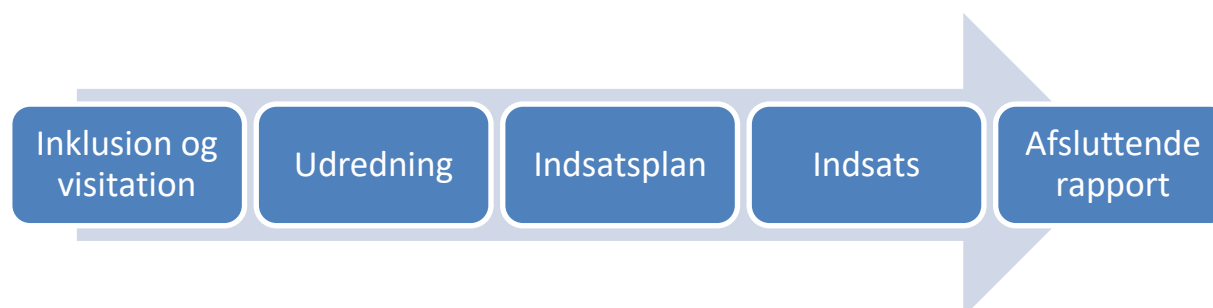 Inklusion og
visitation
Udredning
Indsatsplan
Indsats
Afsluttende
rapport